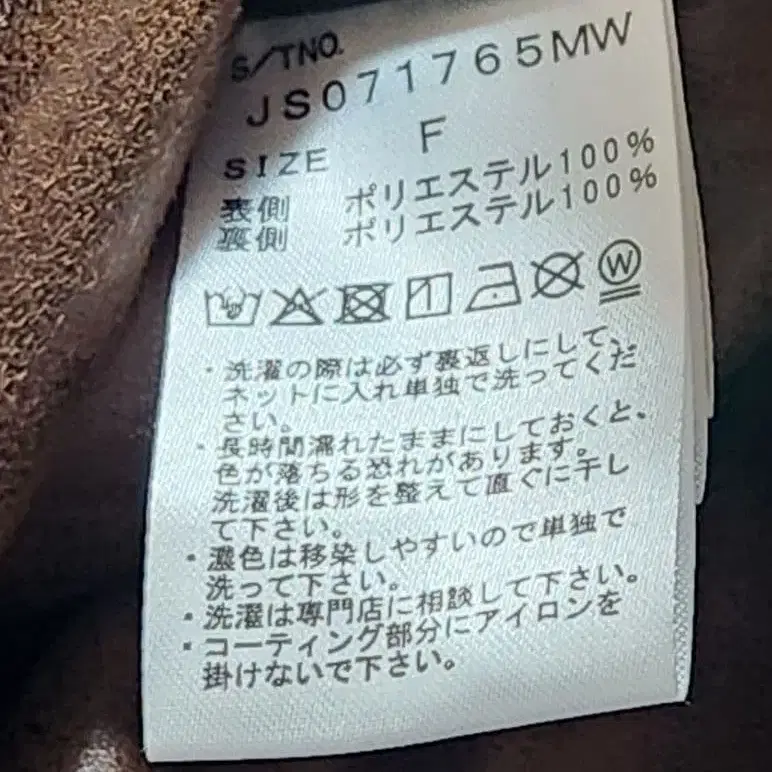 S/TNO.
JS071765MW
SIZE F
表側 ポリエステル100%
裏側 ポリエステル100%
・洗濯の際は必ず裏返しにして、
ネットに入れ単独で洗ってくだ
さい。
・長時間濡れたままにしておくと、
色が落ちる恐れがあります。
洗濯後は形を整えて直ぐに干し
て下さい。
・濃色は移染しやすいので単独で
洗って下さい。
・洗濯は専門店に相談して下さい。
・コーティング部分にアイロンを
掛けないで下さい。